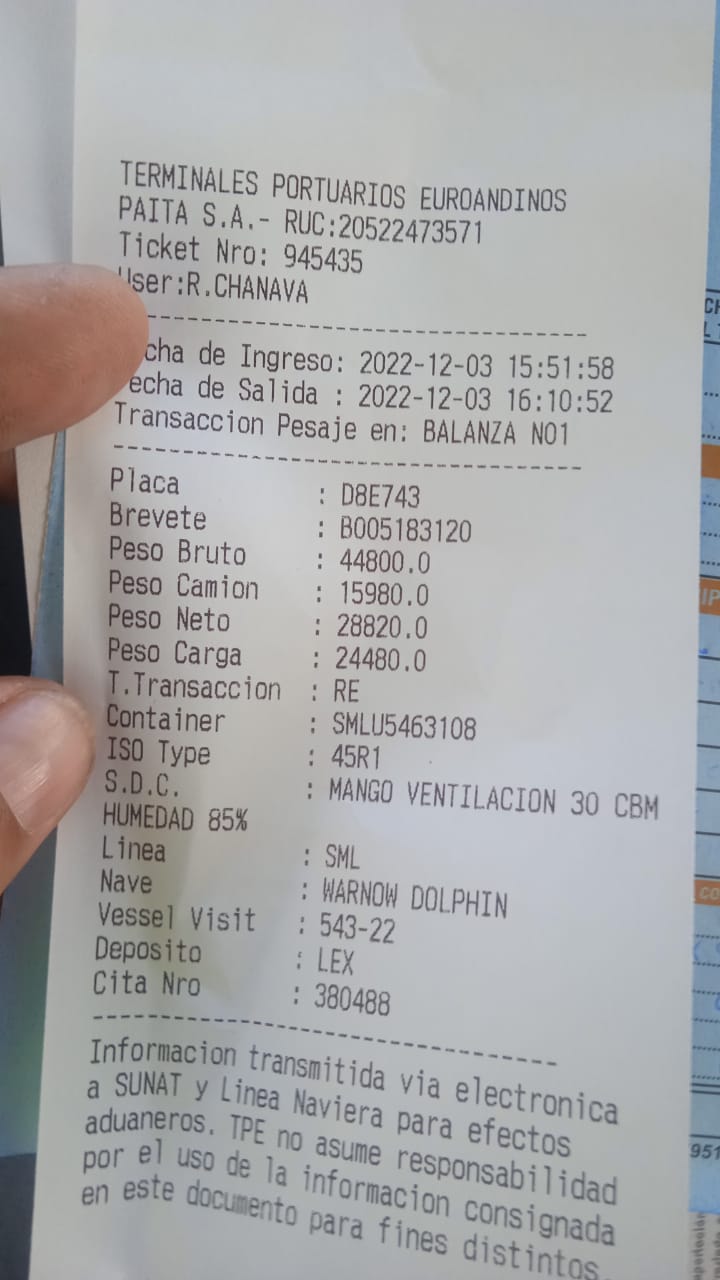 TERMINALES PORTUARIOS EUROANDINOS
PAITA S.A.- RUC:20522473571
Ticket Nro: 945435
User:R.CHANAVA
cha de Ingreso: 2022-12-03 15:51:58
echa de Salida : 2022-12-03 16:10:52
Transaccion Pesaje en: BALANZA NO1
Placa : D8E743
Brevete : B005183120
Peso Bruto : 44800.0
Peso Camion : 15980.0
Peso Neto : 28820.0
Peso Carga : 24480.0
T.Transaccion : RE
Container : SMLU5463108
ISO Type : 45R1
S.D.C. : MANGO VENTILACION 30 CBM
HUMEDAD 85%
Linea : SML
Nave : WARNOW DOLPHIN
Vessel Visit : 543-22
Deposito : LEX
Cita Nro : 380488
Informacion transmitida via electronica
a SUNAT y Linea Naviera para efectos
aduaneros. TPE no asume responsabilidad
por el uso de la informacion consignada
en este documento para fines distintos